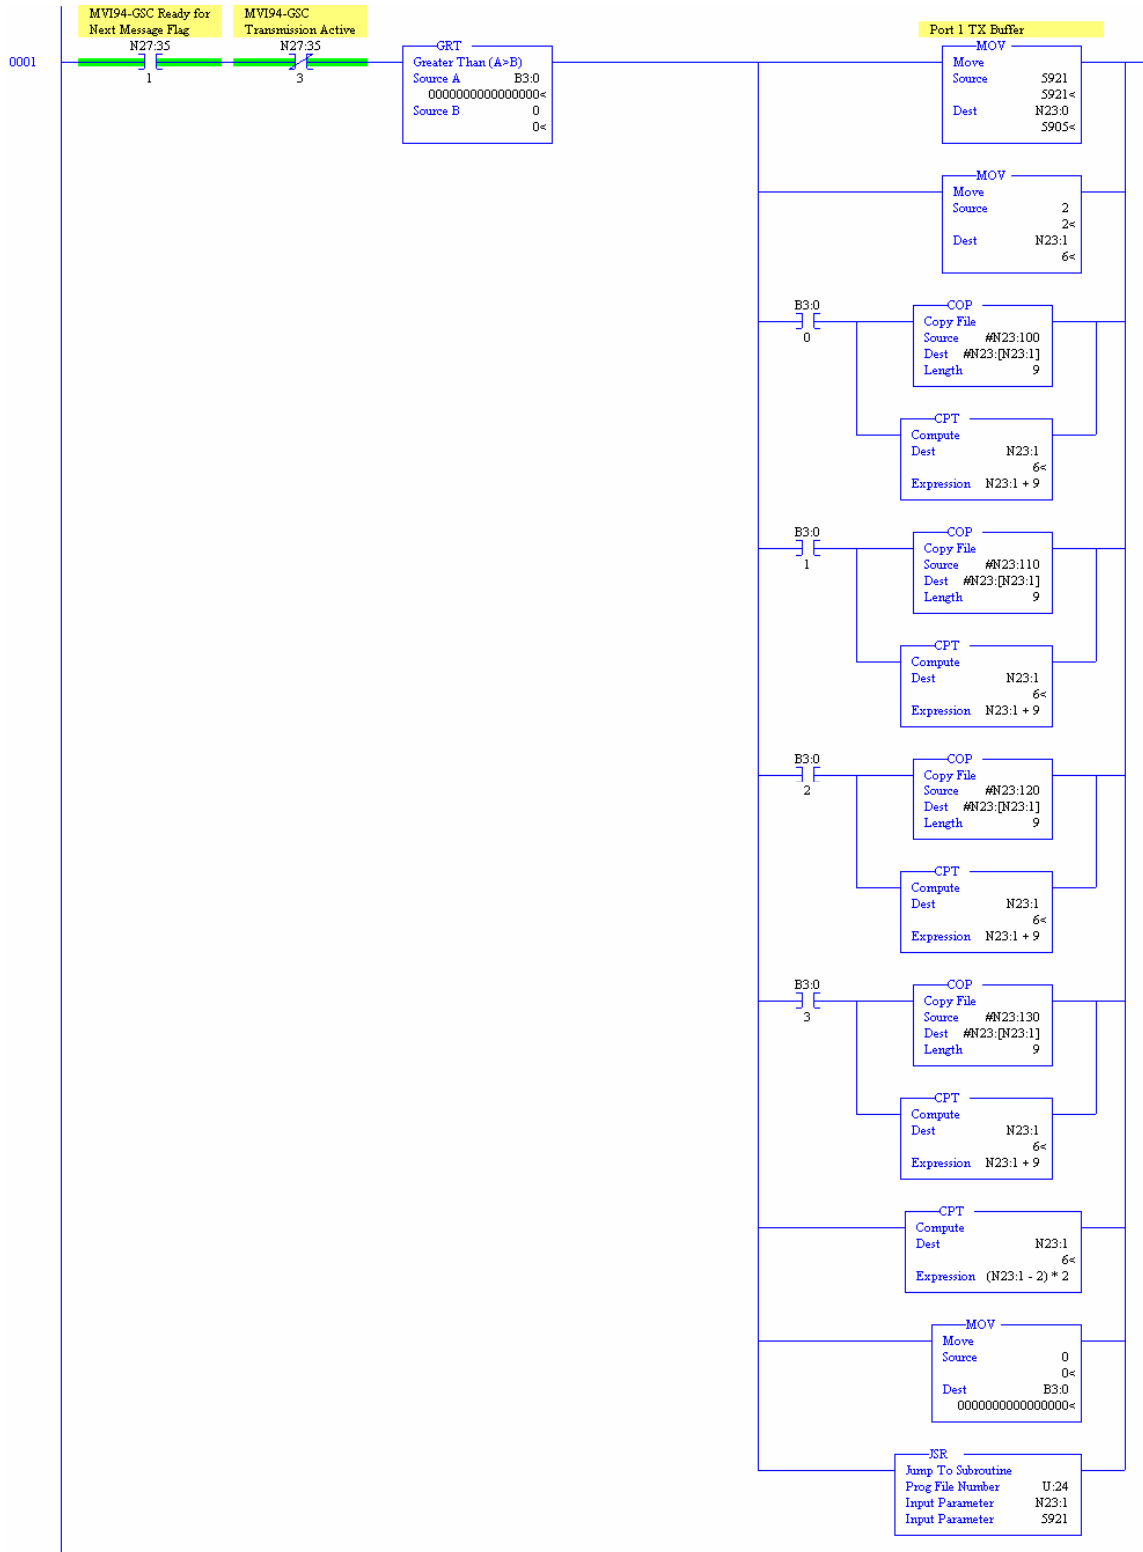 MVI94-GSC Ready for
Next Message Flag
N27:35
1
MVI94-GSC
Transmission Active
N27:35
3
0001
GRT
Greater Than (A>B)
Source A B3:0
0000000000000000<
Source B 0
0<
Port 1 TX Buffer
MOV
Move
Source 5921
5921<
Dest N23:0
5905<
MOV
Move
Source 2
2<
Dest N23:1
6<
B3:0
0
COP
Copy File
Source #N23:100
Dest #N23:[N23:1]
Length 9
CPT
Compute
Dest N23:1
6<
Expression N23:1 + 9
B3:0
1
COP
Copy File
Source #N23:110
Dest #N23:[N23:1]
Length 9
CPT
Compute
Dest N23:1
6<
Expression N23:1 + 9
B3:0
2
COP
Copy File
Source #N23:120
Dest #N23:[N23:1]
Length 9
CPT
Compute
Dest N23:1
6<
Expression N23:1 + 9
B3:0
3
COP
Copy File
Source #N23:130
Dest #N23:[N23:1]
Length 9
CPT
Compute
Dest N23:1
6<
Expression N23:1 + 9
CPT
Compute
Dest N23:1
6<
Expression (N23:1 - 2) * 2
MOV
Move
Source 0
0<
Dest B3:0
0000000000000000<
JSR
Jump To Subroutine
Prog File Number U:24
Input Parameter N23:1
Input Parameter 5921